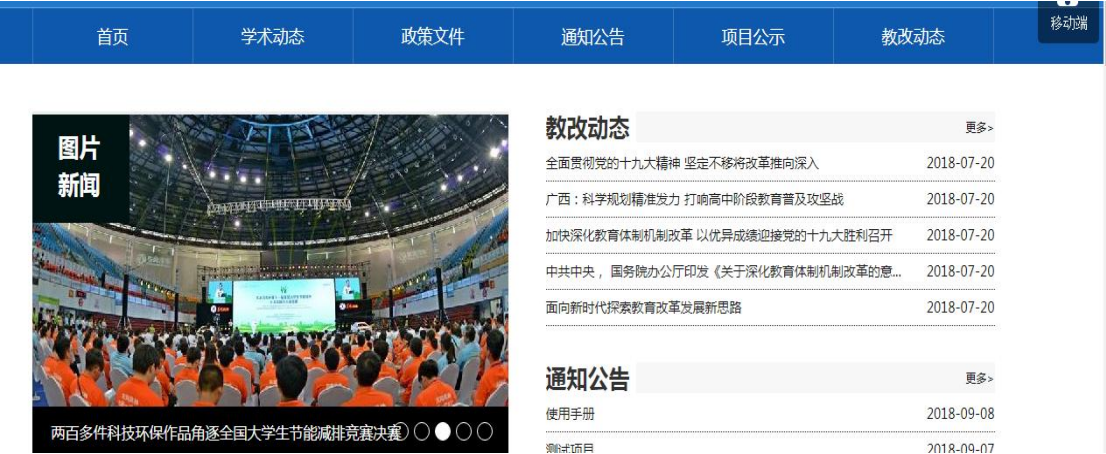 移动端
首页
学术动态
政策文件
通知公告
项目公示
教改动态
图片
新闻
两百多件科技环保作品角逐全国大学生节能减排竞赛决赛
教改动态
更多>
全面贯彻党的十九大精神 坚定不移将改革推向深入
2018-07-20
广西：科学规划精准发力 打响高中阶段教育普及攻坚战
2018-07-20
加快深化教育体制机制改革 以优异成绩迎接党的十九大胜利召开
2018-07-20
中共中央，国务院办公厅印发《关于深化教育体制机制改革的意...
2018-07-20
面向新时代探索教育改革发展新思路
2018-07-20
通知公告
更多>
使用手册
2018-09-08
测试项目
2018-09-07